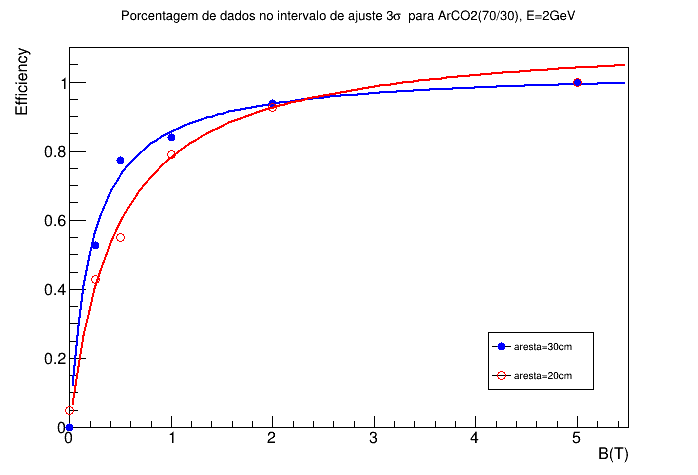 Porcentagem de dados no intervalo de ajuste 3σ para ArCO2(70/30), E=2GeV
Efficiency
1
0.8
0.6
0.4
0.2
0
0 1 2 3 4 5
B(T)
aresta=30cm
aresta=20cm